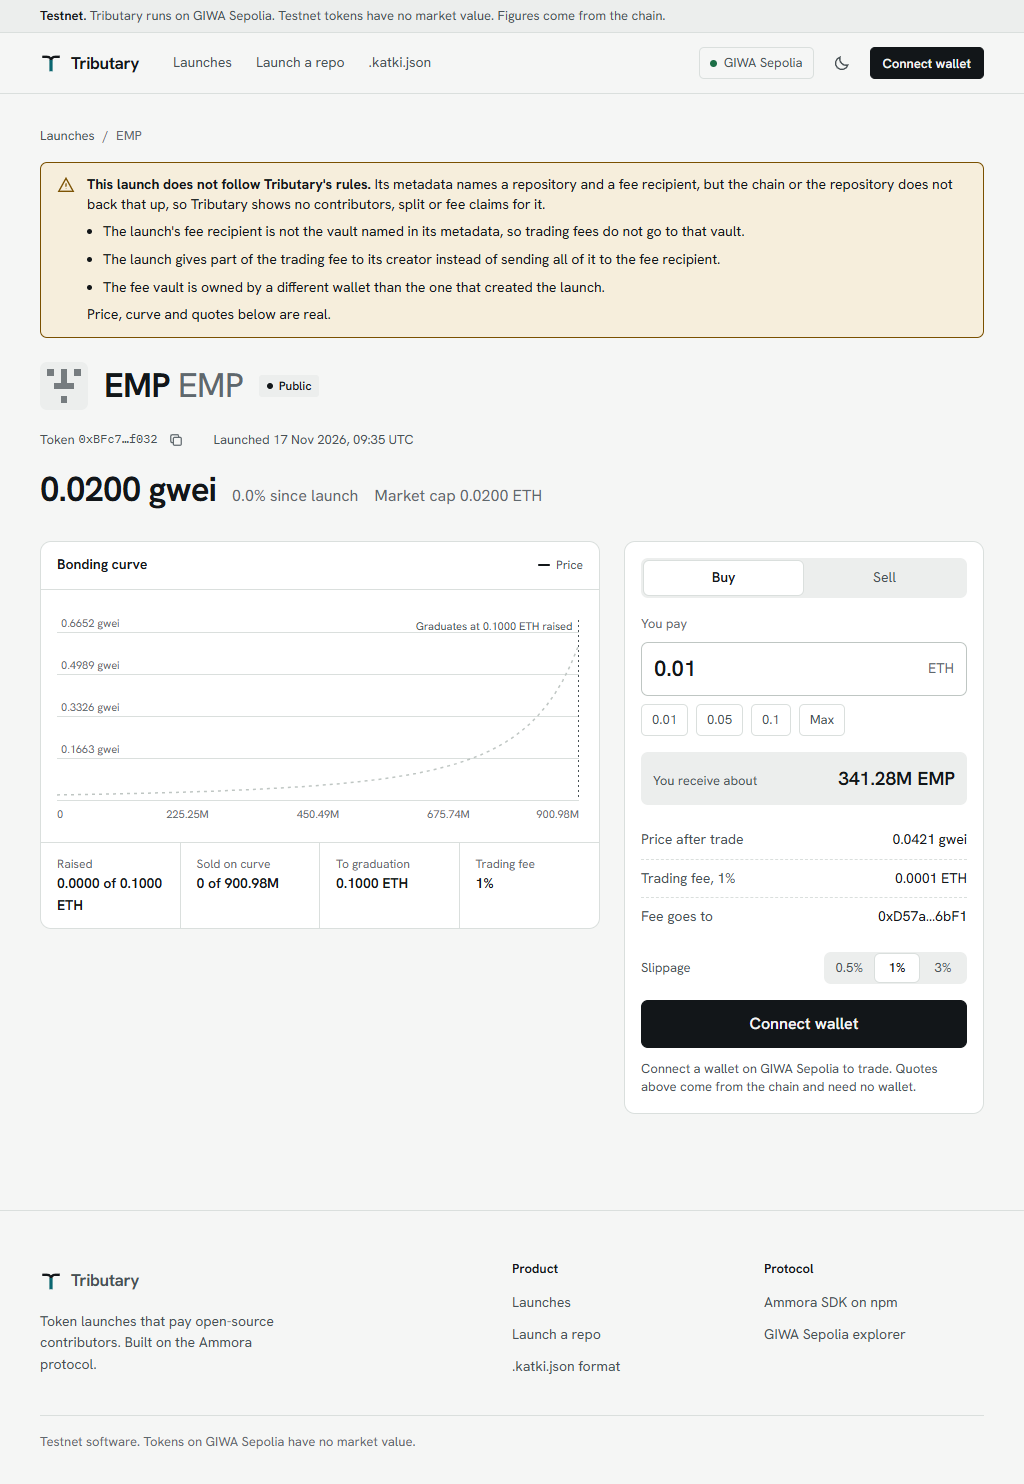 Testnet. Tributary runs on GIWA Sepolia. Testnet tokens have no market value. Figures come from the chain.
Tributary
Launches
Launch a repo
.katki.json
GIWA Sepolia
Connect wallet
Launches / EMP
This launch does not follow Tributary's rules. Its metadata names a repository and a fee recipient, but the chain or the repository does not
back that up, so Tributary shows no contributors, split or fee claims for it.
• The launch's fee recipient is not the vault named in its metadata, so trading fees do not go to that vault.
• The launch gives part of the trading fee to its creator instead of sending all of it to the fee recipient.
• The fee vault is owned by a different wallet than the one that created the launch.
Price, curve and quotes below are real.
EMP EMP
Public
Token 0xBFc7…f032
Launched 17 Nov 2026, 09:35 UTC
0.0200 gwei
0.0% since launch
Market cap 0.0200 ETH
Bonding curve
Price
0.6652 gwei
Graduates at 0.1000 ETH raised
0.4989 gwei
0.3326 gwei
0.1663 gwei
0
225.25M
450.49M
675.74M
900.98M
Raised
0.0000 of 0.1000
ETH
Sold on curve
0 of 900.98M
To graduation
0.1000 ETH
Trading fee
1%
Buy
Sell
You pay
0.01
ETH
0.01
0.05
0.1
Max
You receive about
341.28M EMP
Price after trade
0.0421 gwei
Trading fee, 1%
0.0001 ETH
Fee goes to
0xD57a…6bF1
Slippage
0.5%
1%
3%
Connect wallet
Connect a wallet on GIWA Sepolia to trade. Quotes
above come from the chain and need no wallet.
Tributary
Token launches that pay open-source
contributors. Built on the Ammora
protocol.
Product
Launches
Launch a repo
.katki.json format
Protocol
Ammora SDK on npm
GIWA Sepolia explorer
Testnet software. Tokens on GIWA Sepolia have no market value.